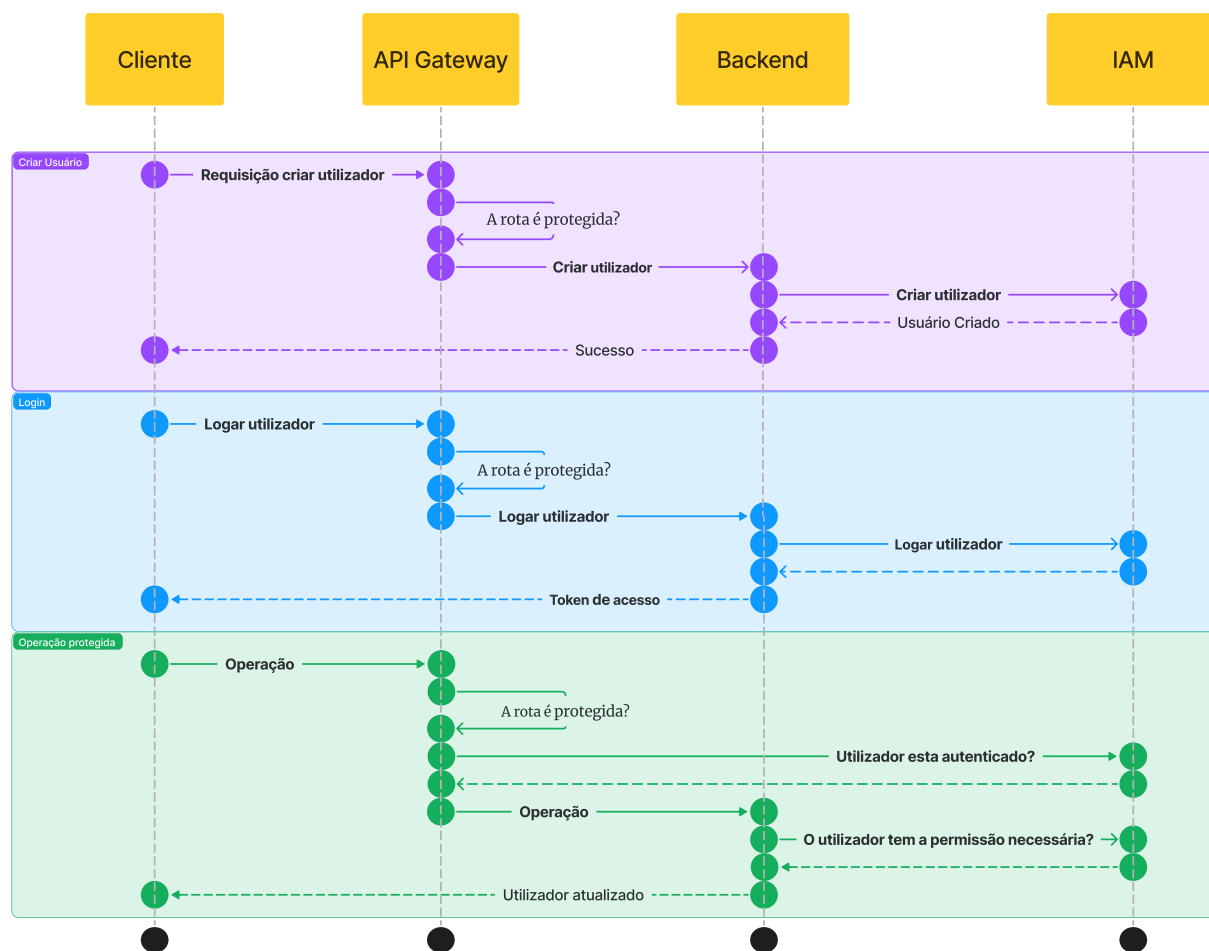 Cliente
API Gateway
Backend
IAM
Criar Usuário
Requisição criar utilizador
A rota é protegida?
Criar utilizador
Criar utilizador
Usuário Criado
Sucesso
Login
Logar utilizador
A rota é protegida?
Logar utilizador
Logar utilizador
Token de acesso
Operação protegida
Operação
A rota é protegida?
Utilizador esta autenticado?
Operação
O utilizador tem a permissão necessária?
Utilizador atualizado